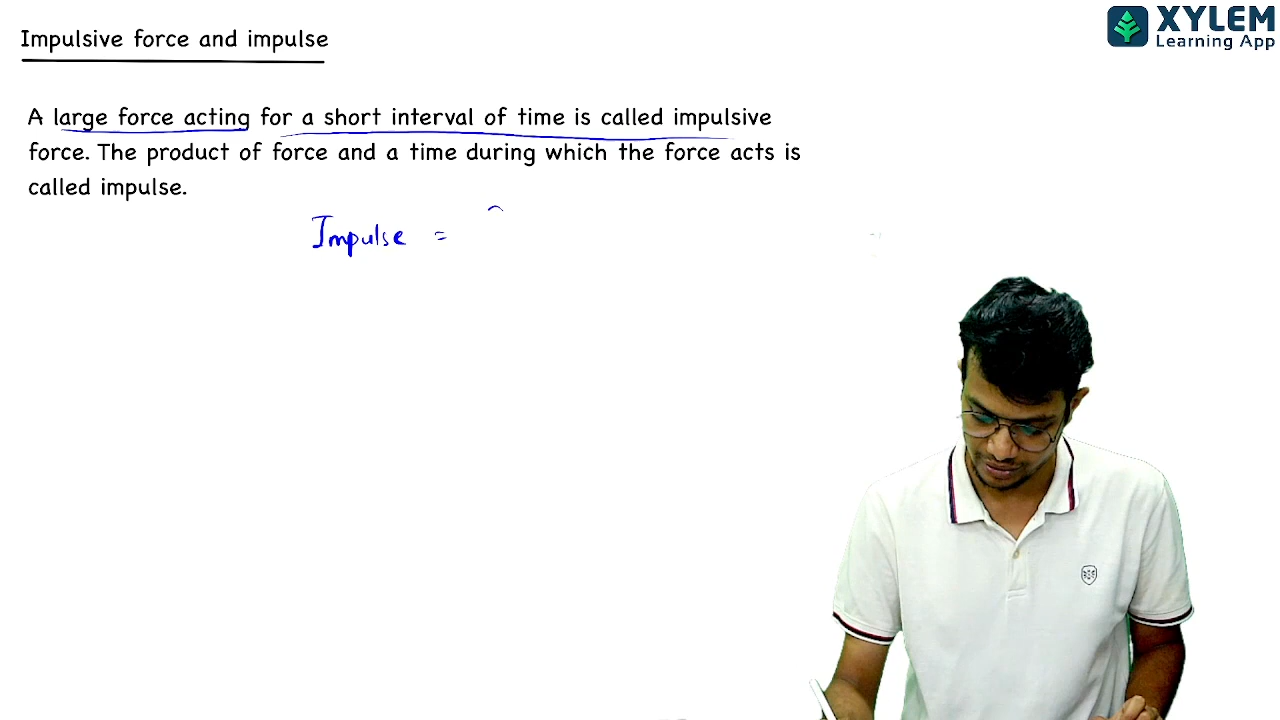 XYLEM
Learning App
Impulsive force and impulse
A large force acting for a short interval of time is called impulsive
force. The product of force and a time during which the force acts is
called impulse.
Impulse =